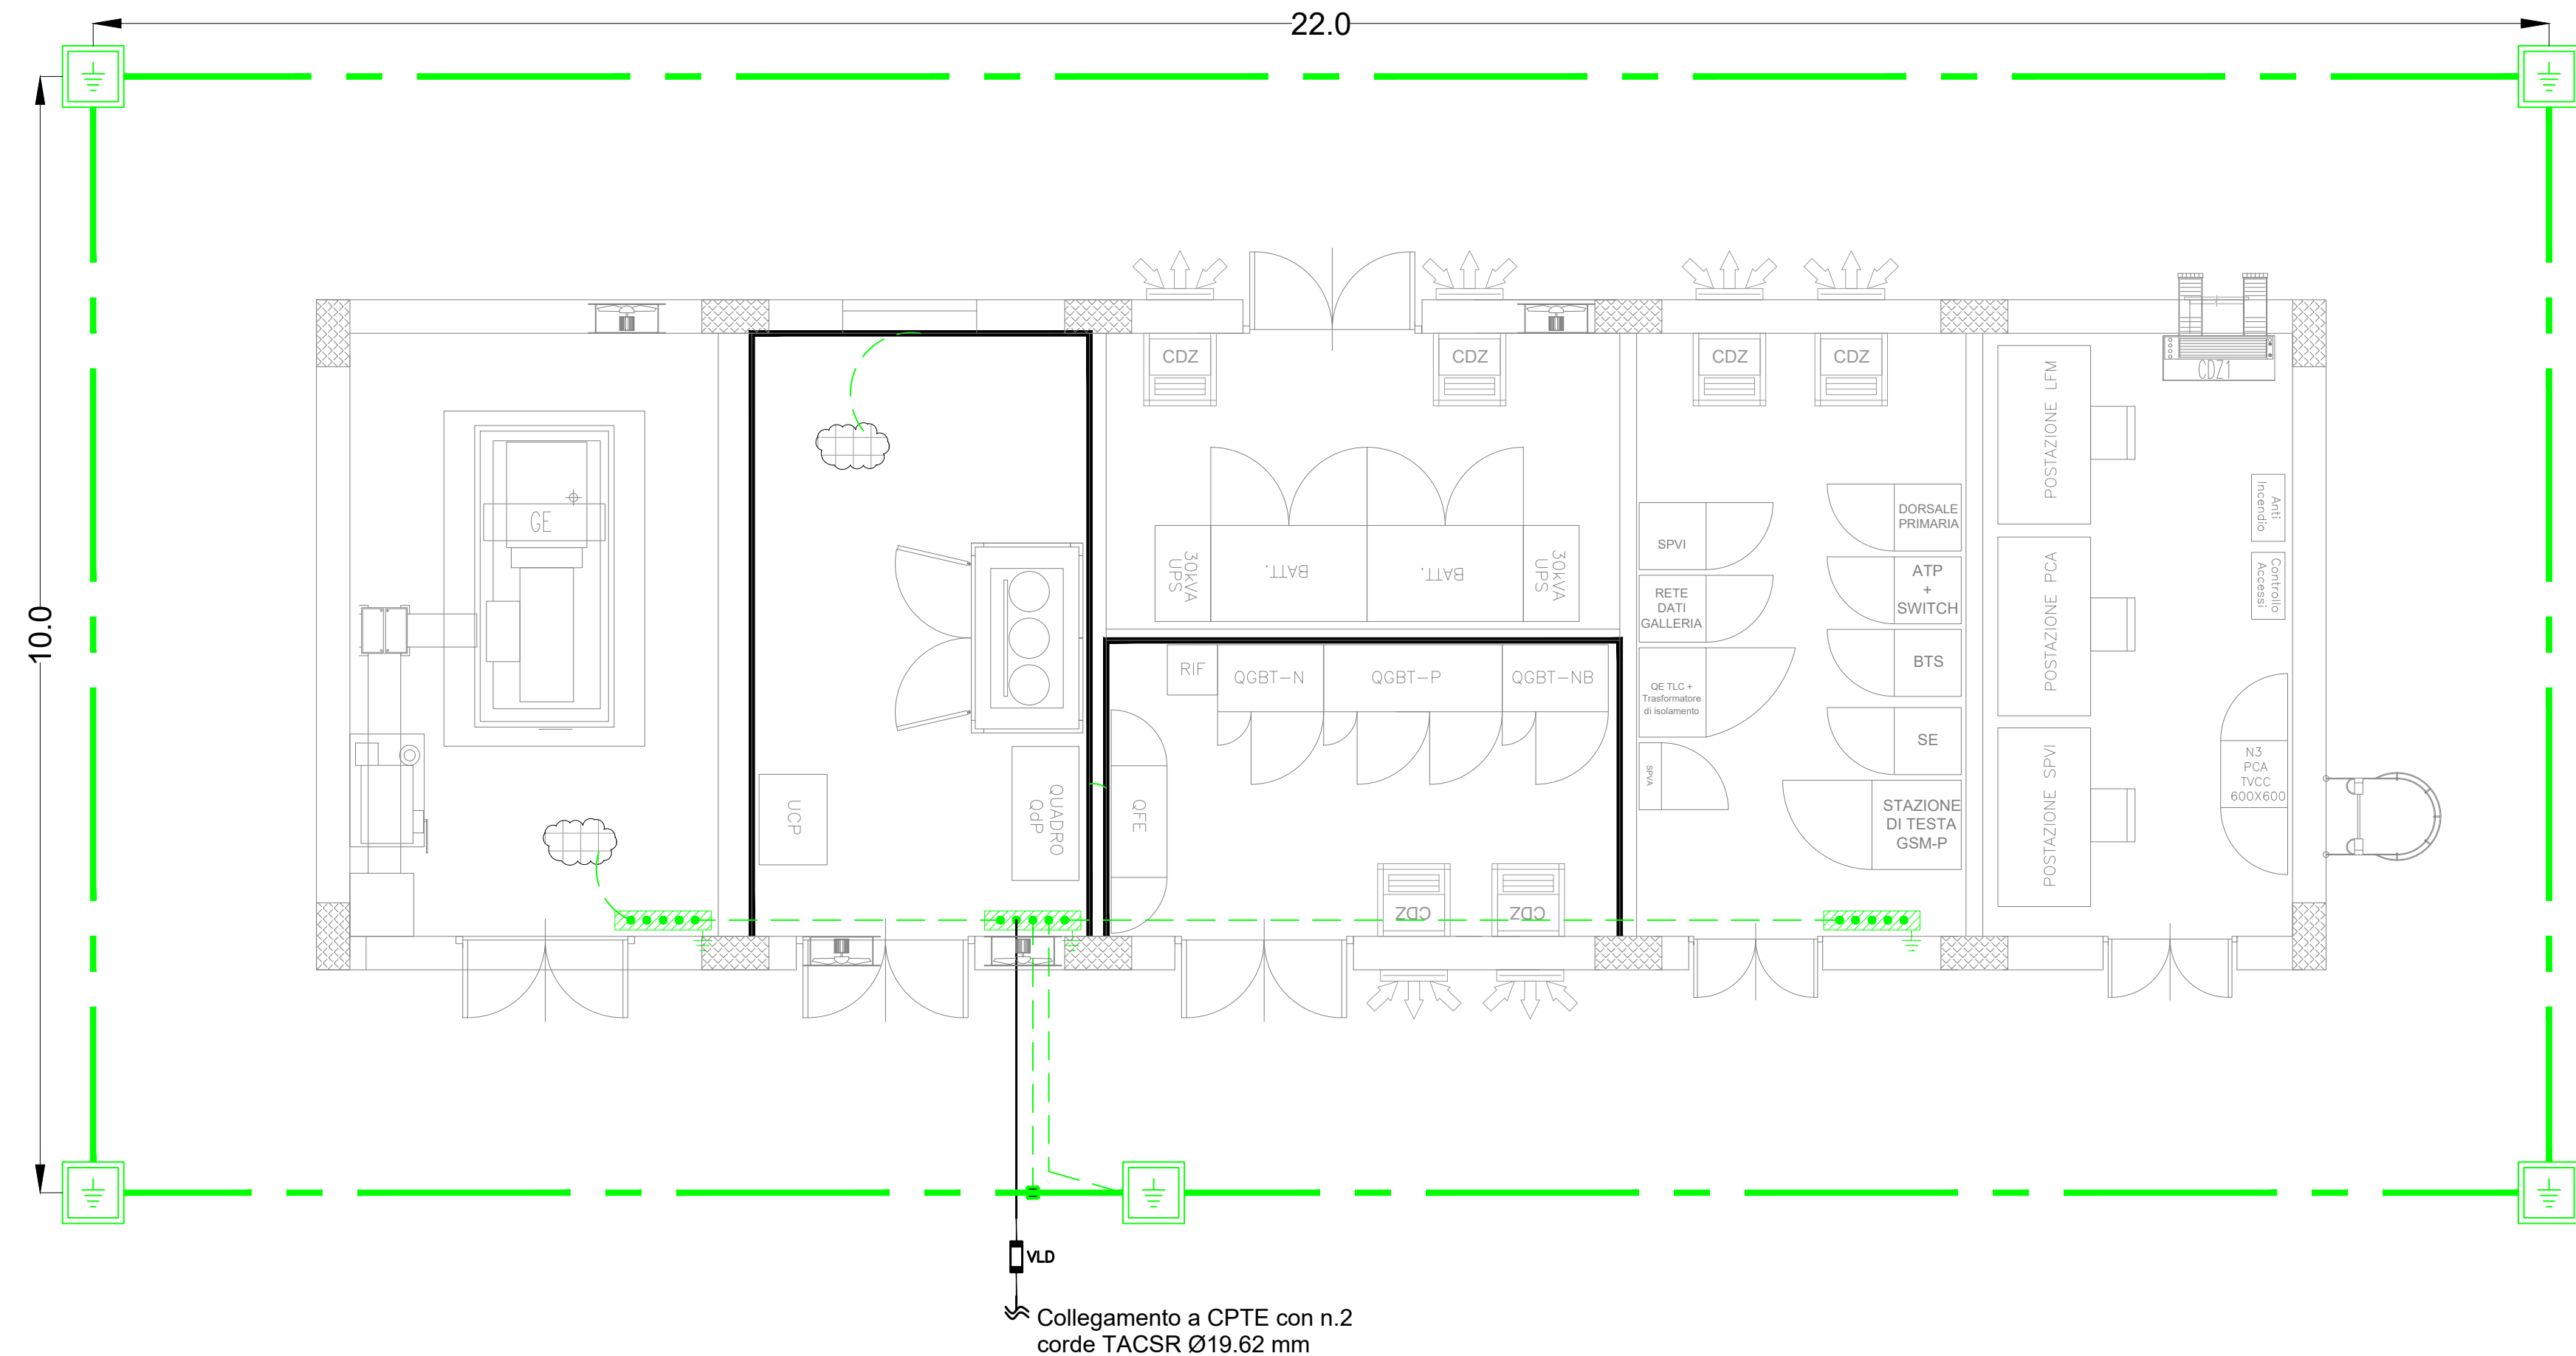 22.0
10.0
CDZ
CDZ
CDZ
CDZ
CDZ1
GE
30kVA
UPS
BATT.
BATT.
30kVA
UPS
SPVI
RETE
DATI
GALLERIA
QE TLC +
Trasformatore
di isolamento
SPVA
DORSALE
PRIMARIA
ATP
+
SWITCH
BTS
SE
STAZIONE
DI TESTA
GSM-P
POSTAZIONE LFM
POSTAZIONE PCA
POSTAZIONE SPVI
Anti
Incendio
Controllo
Accessi
N3
PCA
TVCC
600X600
RIF
QGBT-N
QGBT-P
QGBT-NB
UCP
QUADRO
QdP
QFE
CDZ
CDZ
VLD
Collegamento a CPTE con n.2
corde TACSR Ø19.62 mm